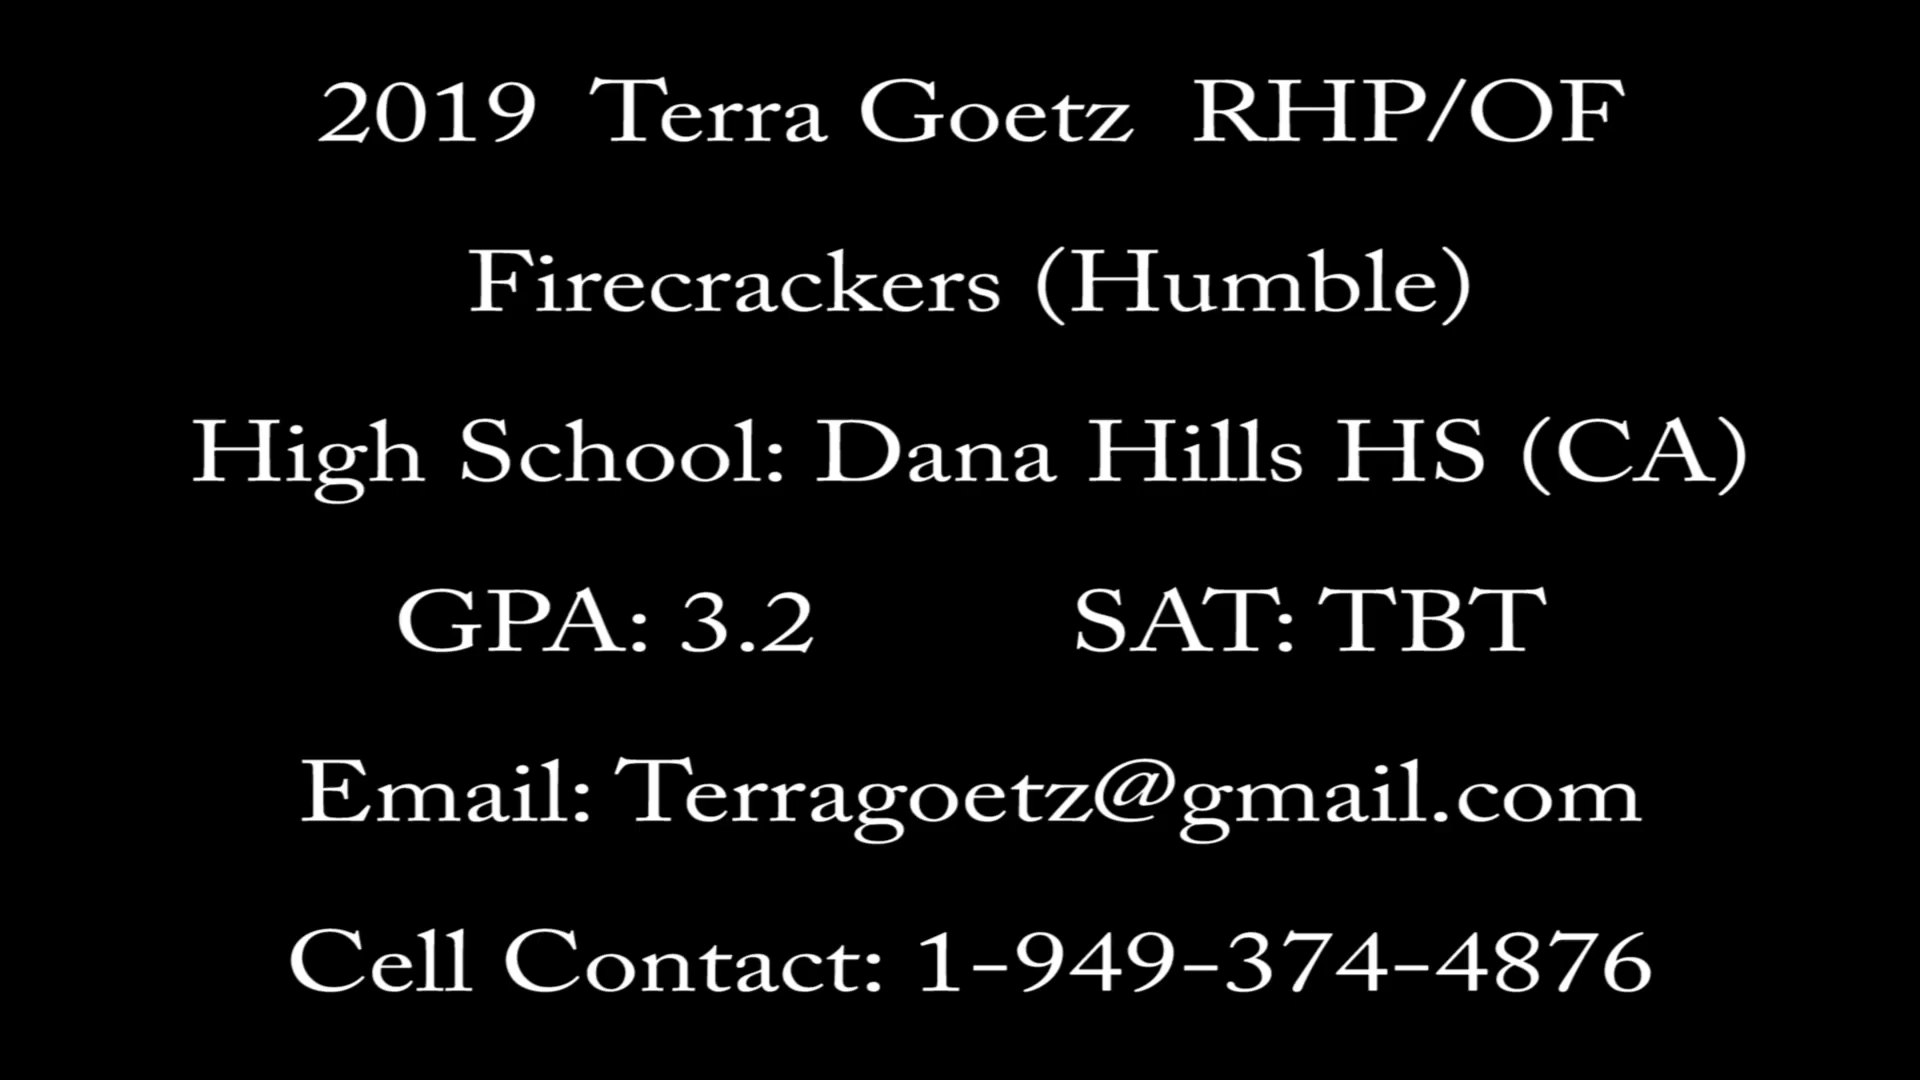 2019 Terra Goetz RHP/OF
Firecrackers (Humble)
High School: Dana Hills HS (CA)
GPA: 3.2 SAT: TBT
Email: Terragoetz@gmail.com
Cell Contact: 1-949-374-4876